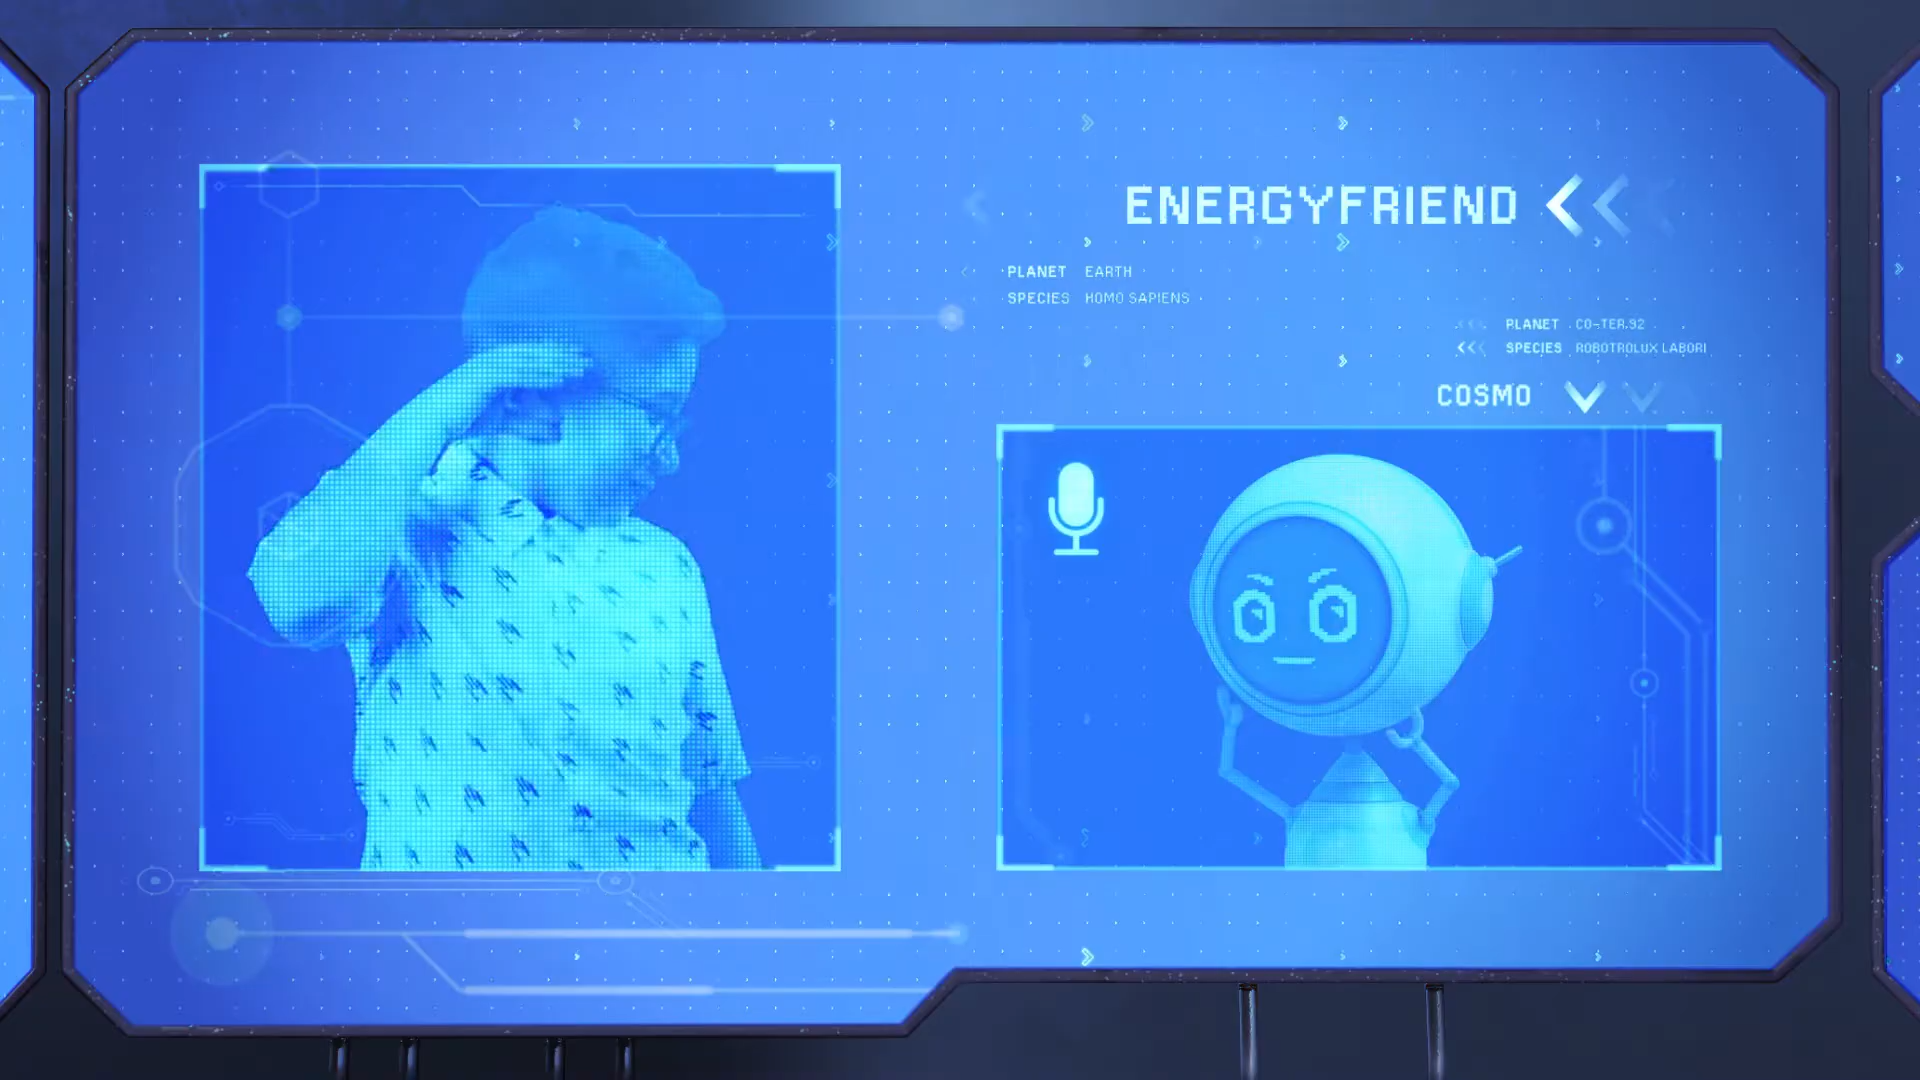 ENERGYFRIEND
PLANET EARTH
SPECIES HOMO SAPIENS
PLANET CO-TER.92
SPECIES ROBOTROLUX LABORI
COSMO